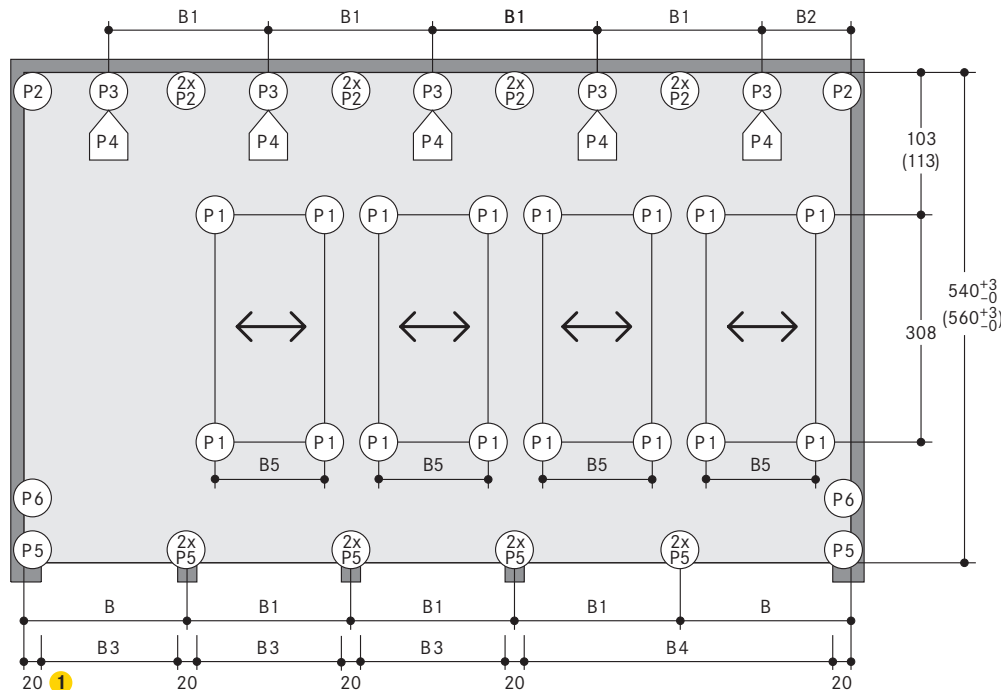 B1 B1 B1 B1 B2
P2 P3 2x P2 P3 2x P2 P3 2x P2 P3 2x P2 P3 P2
P4 P4 P4 P4 P4
103
(113)
P1 P1 P1 P1 P1 P1 P1 P1
540 +3 -0
(560 +3 -0)
308
P1 P1 P1 P1 P1 P1 P1 P1
B5 B5 B5 B5
P6 P6
P5 2x P5 2x P5 2x P5 2x P5 P5
B B1 B1 B1 B
B3 B3 B3 B4
20 1 20 20 20 20